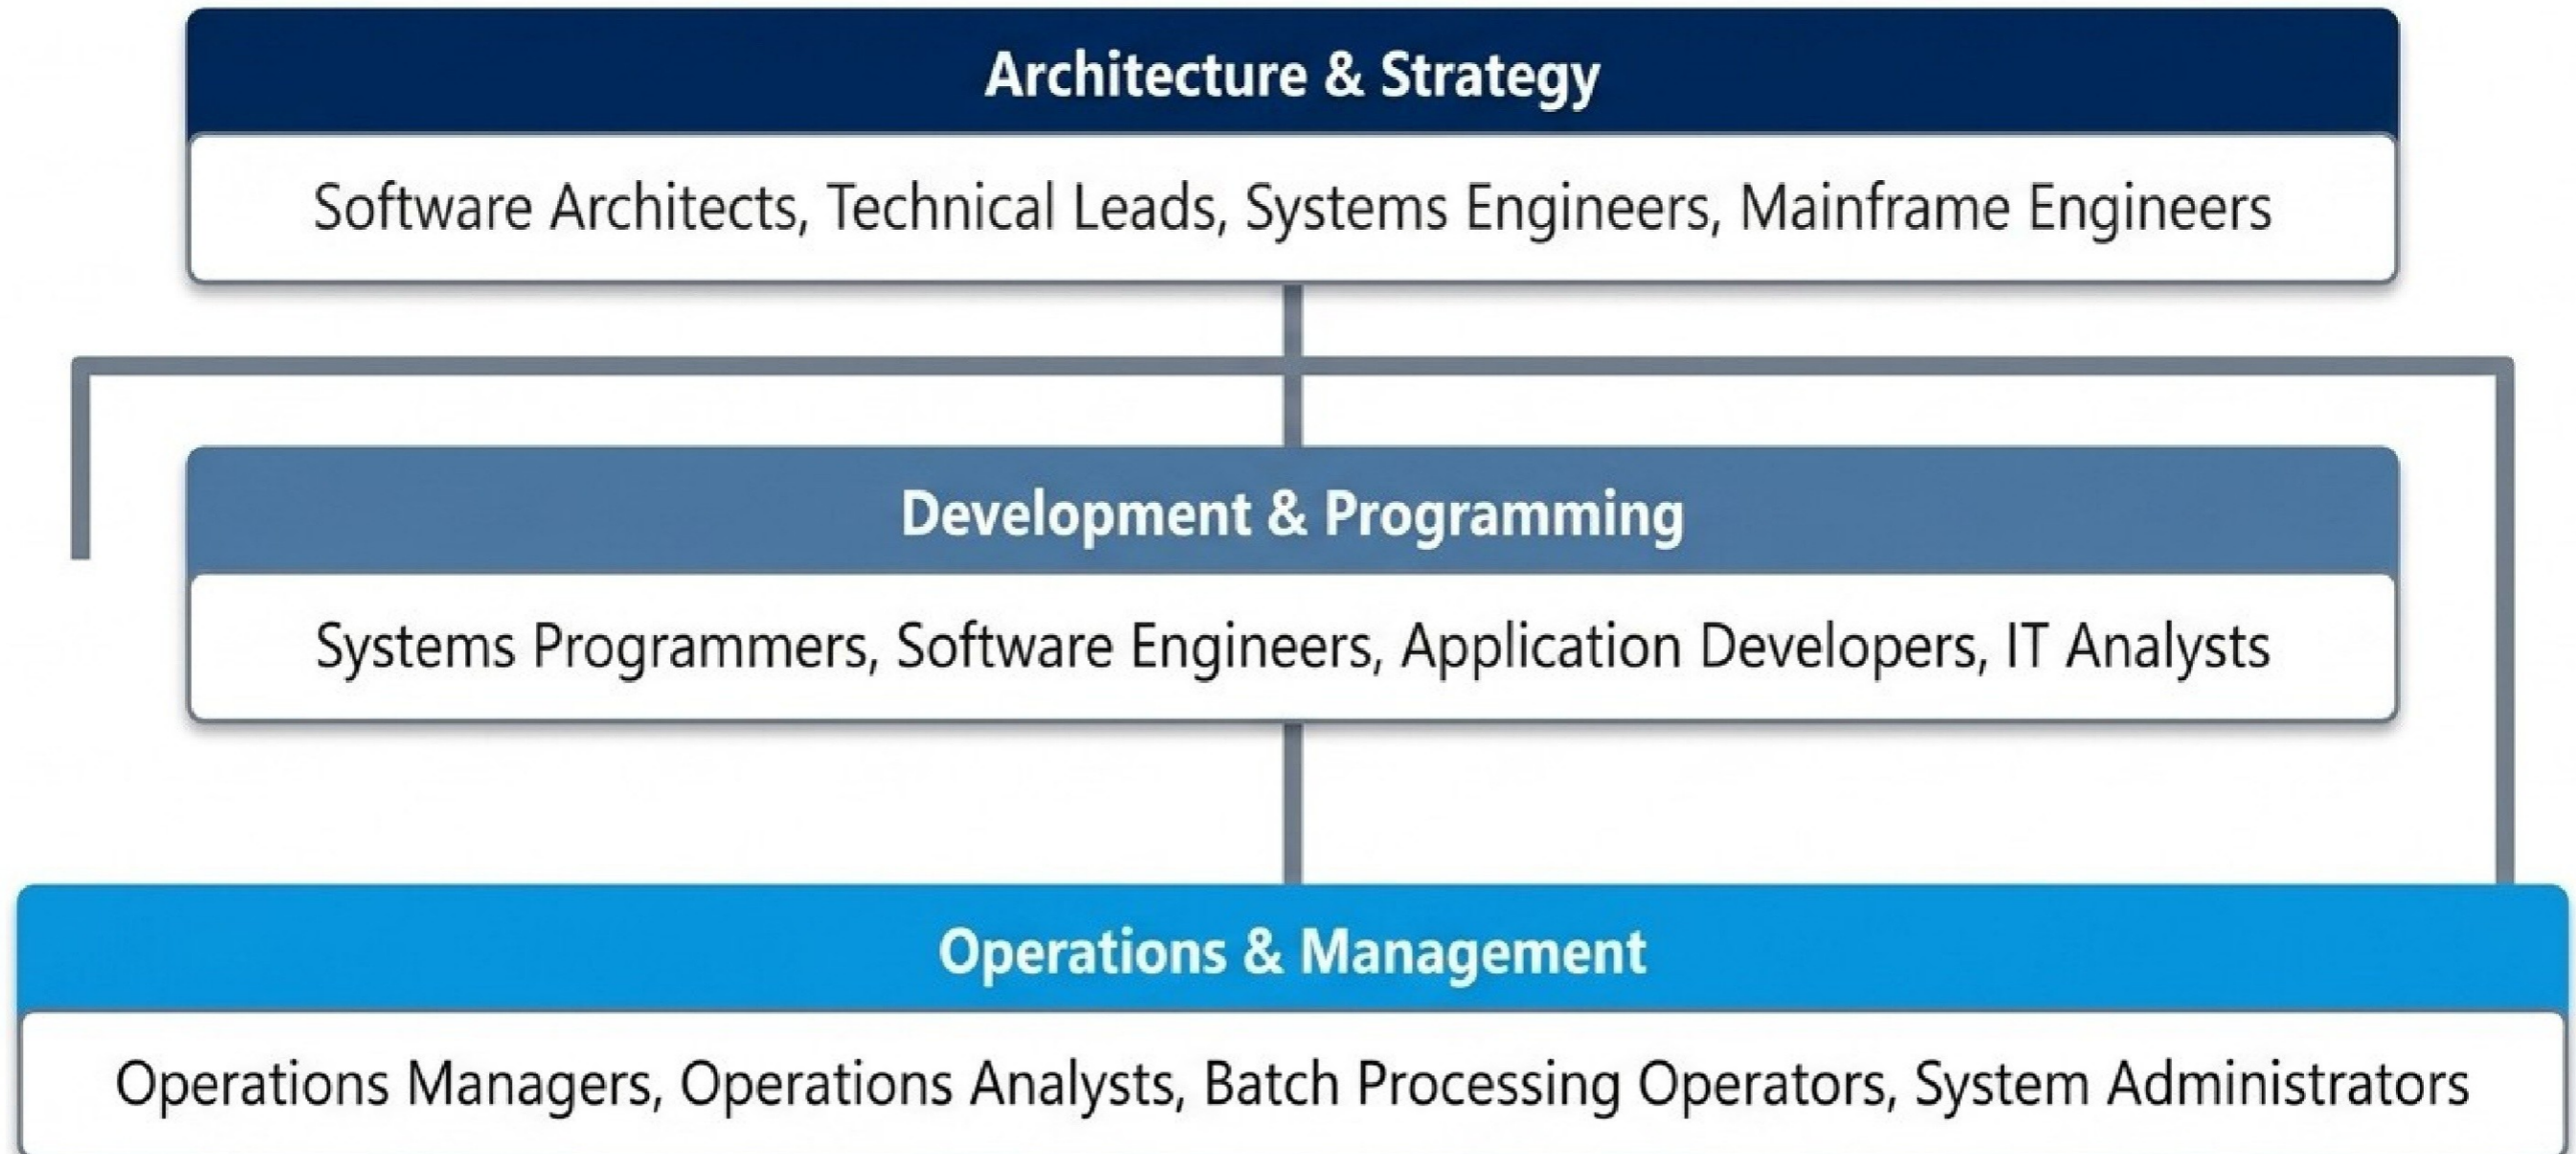 Architecture & Strategy
Software Architects, Technical Leads, Systems Engineers, Mainframe Engineers
Development & Programming
Systems Programmers, Software Engineers, Application Developers, IT Analysts
Operations & Management
Operations Managers, Operations Analysts, Batch Processing Operators, System Administrators